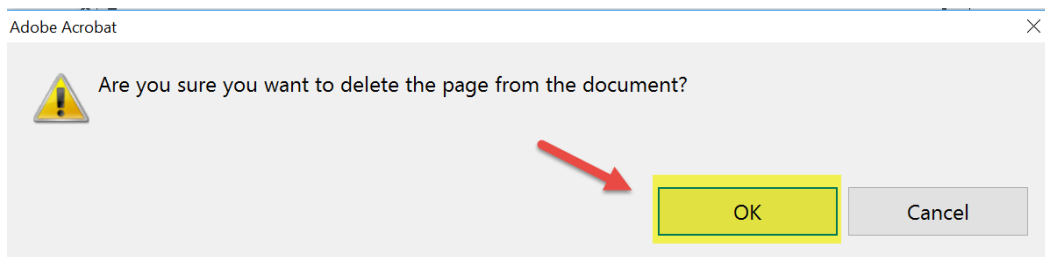 Adobe Acrobat
Are you sure you want to delete the page from the document?
OK
Cancel